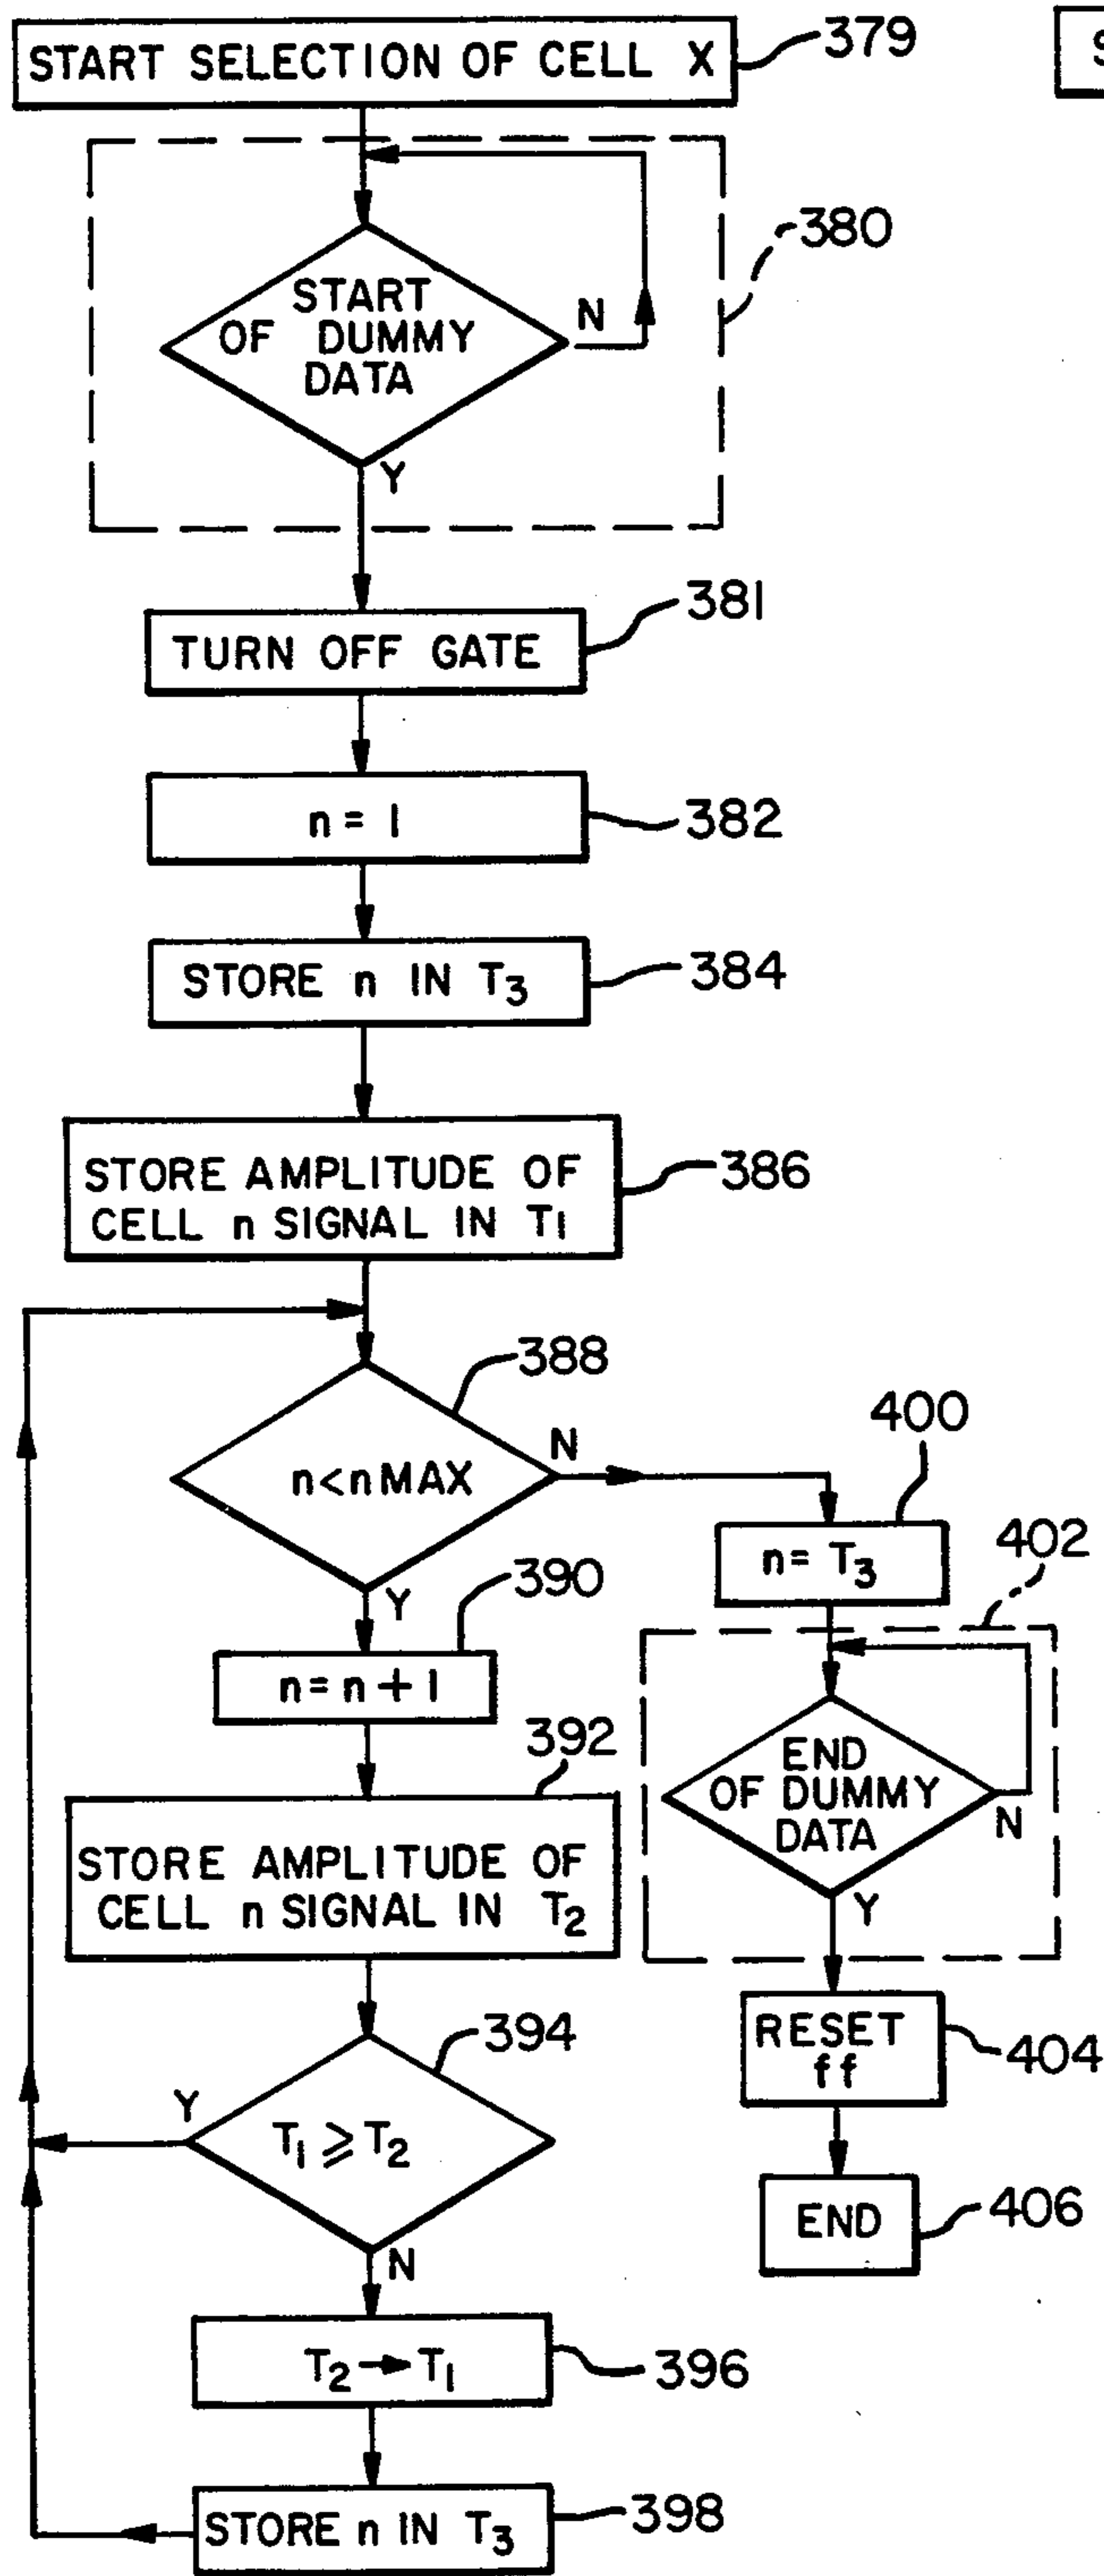 START SELECTION OF CELL X
379
S
380
START
OF DUMMY
DATA
N
Y
381
TURN OFF GATE
n = 1
382
STORE n IN T3
384
STORE AMPLITUDE OF
CELL n SIGNAL IN T1
386
388
n<nMAX
N
Y
400
n= T3
402
390
n= n + 1
392
STORE AMPLITUDE OF
CELL n SIGNAL IN T2
END
OF DUMMY
DATA
N
Y
394
Y
T1 ⩾ T2
N
RESET
ff
404
END
406
T2 → T1
396
STORE n IN T3
398